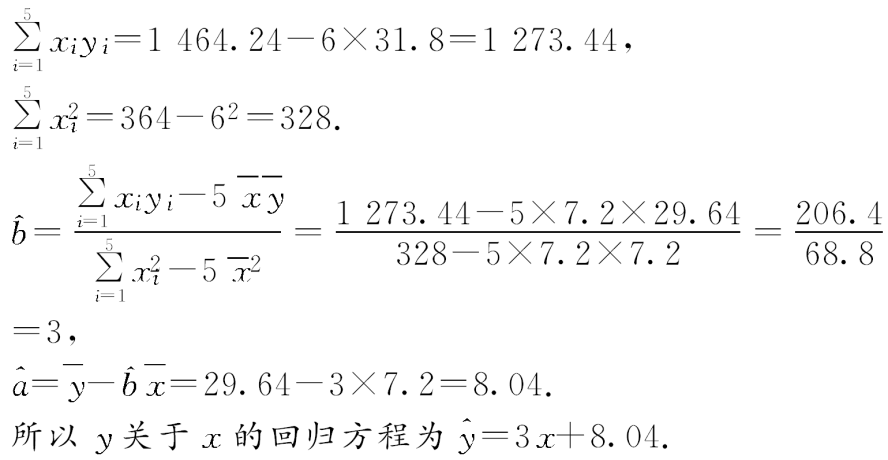 ∑_{i=1}^{5} x_i y_i=1 464.24−6×31.8=1 273.44，
∑_{i=1}^{5} x_i^2=364−6^2=328.
b̂=(∑_{i=1}^{5} x_i y_i−5 x̄ ȳ)/(∑_{i=1}^{5} x_i^2−5 x̄^2)=(1 273.44−5×7.2×29.64)/(328−5×7.2×7.2)=206.4/68.8
=3，
â=ȳ−b̂ x̄=29.64−3×7.2=8.04.
所以 y关于 x 的回归方程为 ŷ=3x+8.04.